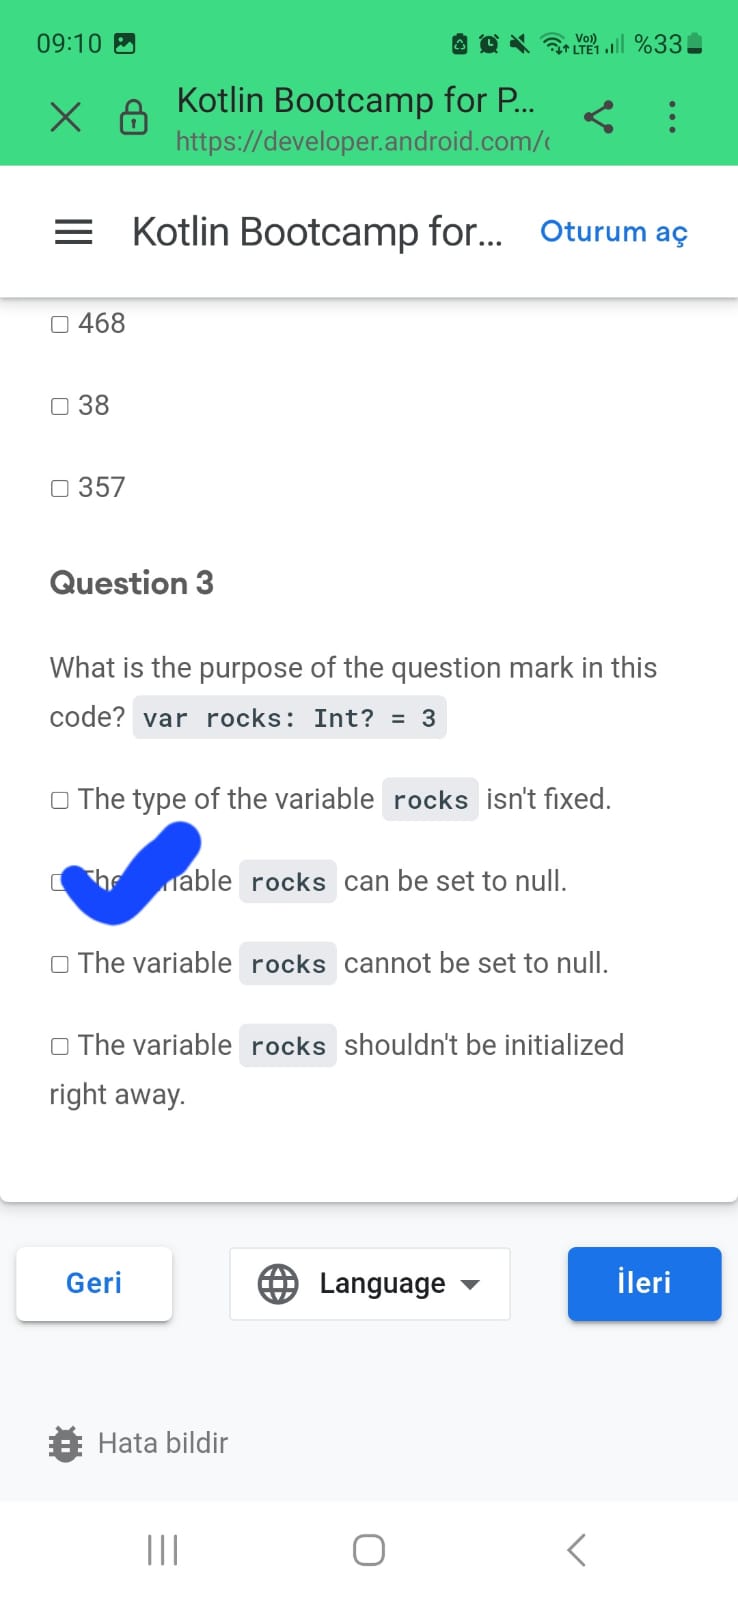 09:10
Vo))
LTE1
%33
Kotlin Bootcamp for P...
https://developer.android.com/
Kotlin Bootcamp for...
Oturum aç
468
38
357
Question 3
What is the purpose of the question mark in this
code? var rocks: Int? = 3
The type of the variable rocks isn't fixed.
rocks can be set to null.
The variable rocks cannot be set to null.
The variable rocks shouldn't be initialized
right away.
Geri
Language
İleri
Hata bildir